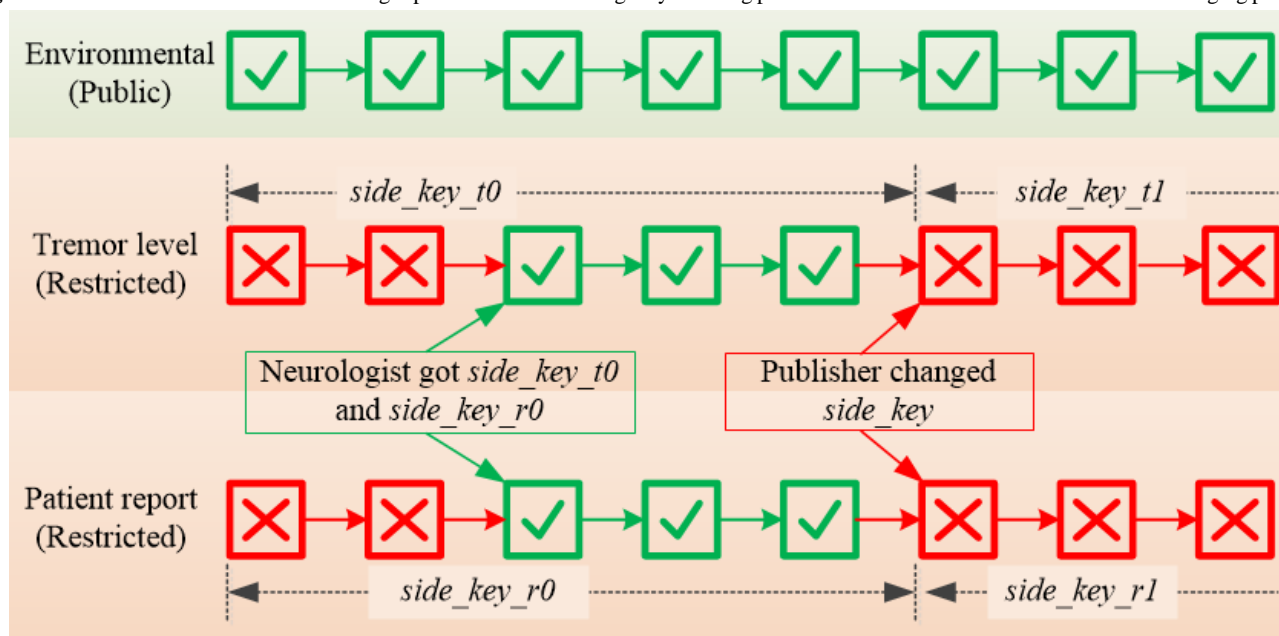 Environmental
(Public)
side_key_t0
side_key_t1
Tremor level
(Restricted)
Neurologist got side_key_t0
and side_key_r0
Publisher changed
side_key
Patient report
(Restricted)
side_key_r0
side_key_r1